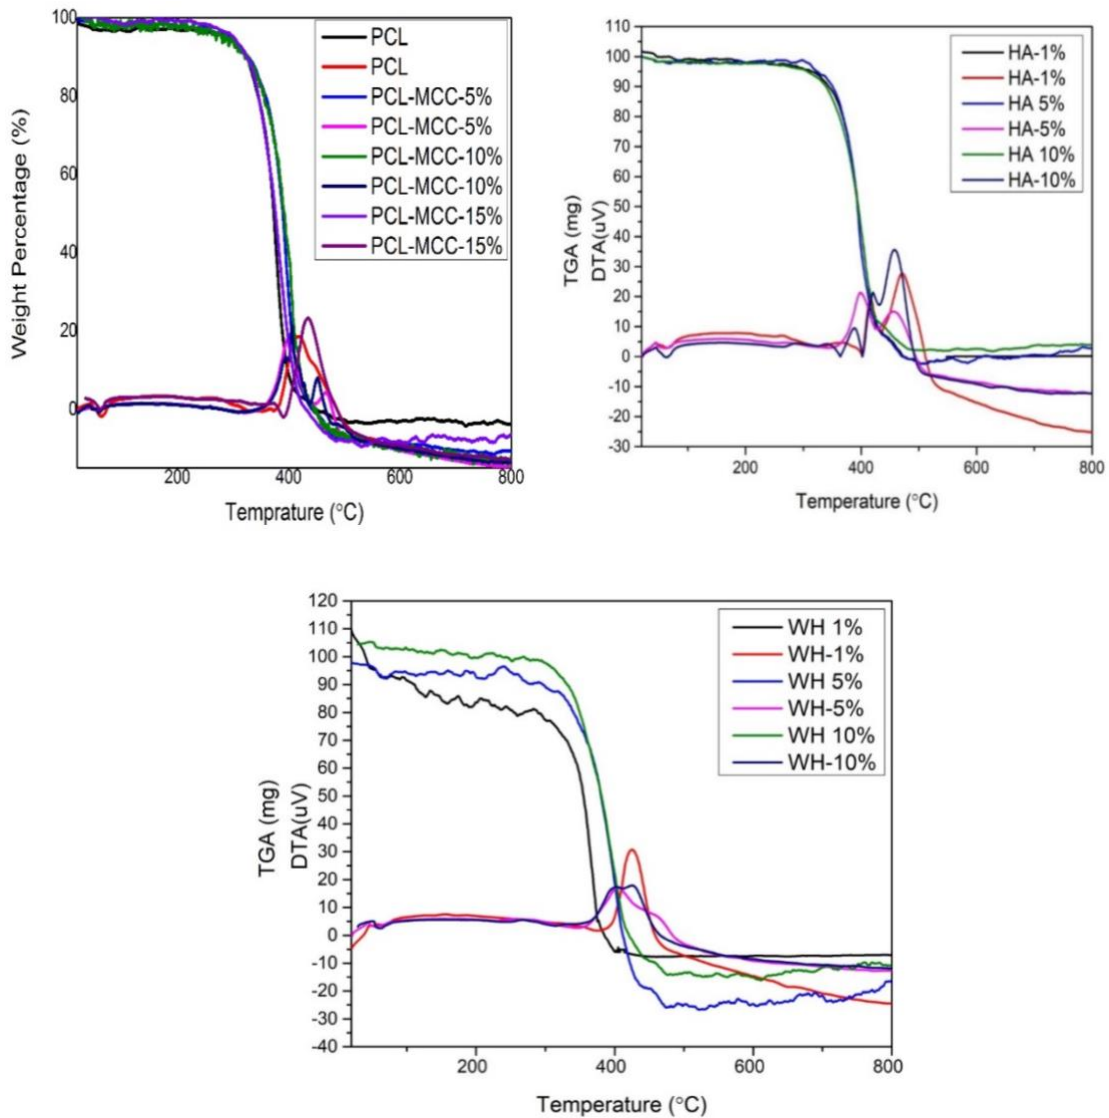 100
80
60
40
20
0
Weight Percentage (%)
200
400
600
800
Temprature (°C)
PCL
PCL
PCL-MCC-5%
PCL-MCC-5%
PCL-MCC-10%
PCL-MCC-10%
PCL-MCC-15%
PCL-MCC-15%
110
100
90
80
70
60
50
40
30
20
10
0
-10
-20
-30
TGA (mg)
DTA(uV)
200
400
600
800
Temperature (°C)
HA-1%
HA-1%
HA 5%
HA-5%
HA 10%
HA-10%
120
110
100
90
80
70
60
50
40
30
20
10
0
-10
-20
-30
-40
TGA (mg)
DTA(uV)
200
400
600
800
Temperature (°C)
WH 1%
WH-1%
WH 5%
WH-5%
WH 10%
WH-10%